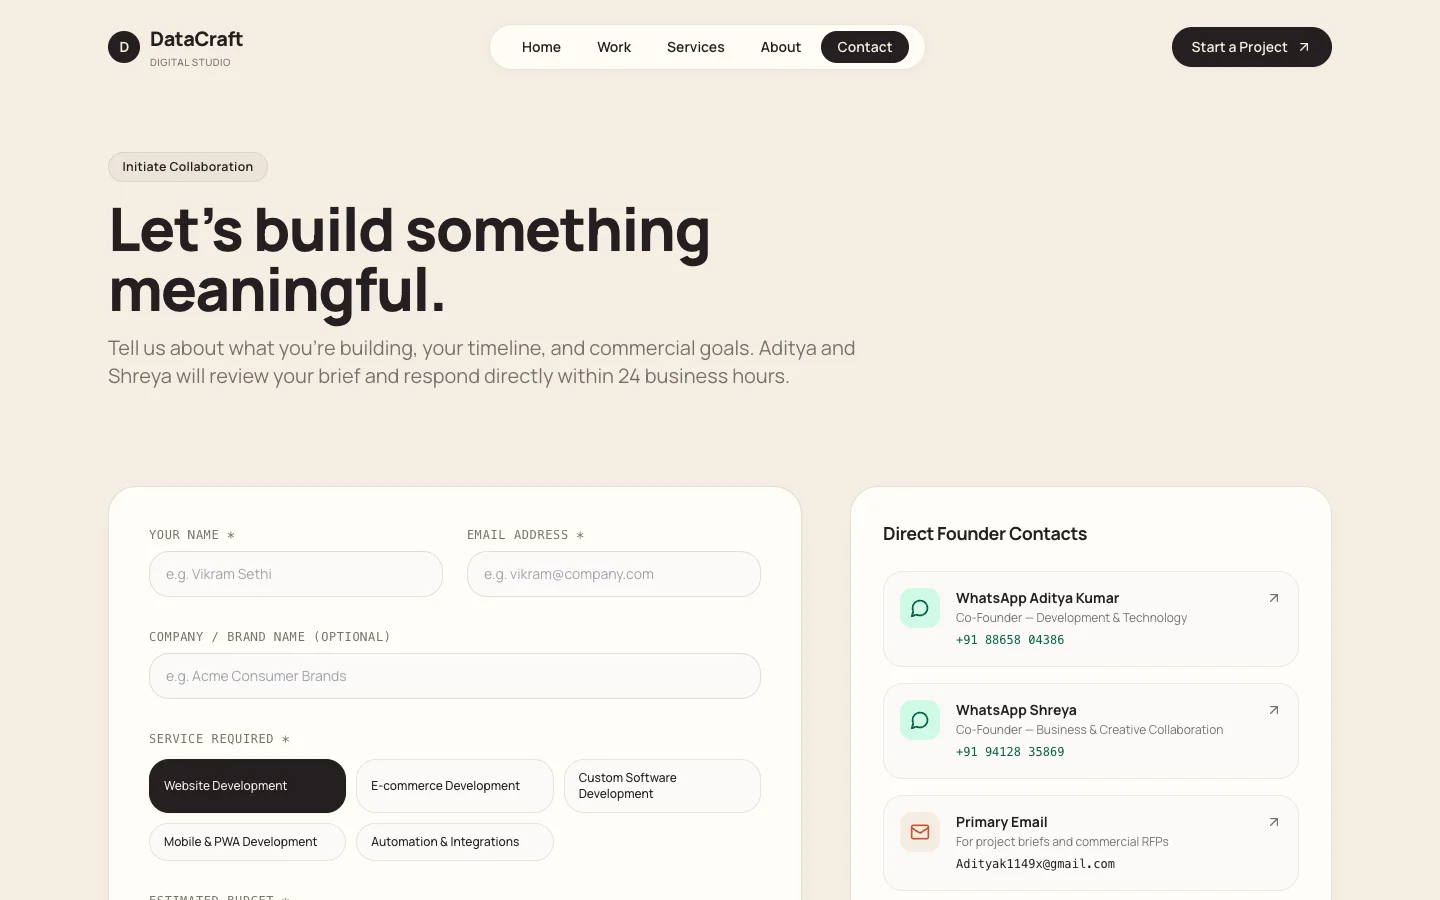 D
DataCraft
DIGITAL STUDIO
Home
Work
Services
About
Contact
Start a Project
Initiate Collaboration
Let’s build something
meaningful.
Tell us about what you’re building, your timeline, and commercial goals. Aditya and
Shreya will review your brief and respond directly within 24 business hours.
YOUR NAME *
e.g. Vikram Sethi
EMAIL ADDRESS *
e.g. vikram@company.com
COMPANY / BRAND NAME (OPTIONAL)
e.g. Acme Consumer Brands
SERVICE REQUIRED *
Website Development
E-commerce Development
Custom Software
Development
Mobile & PWA Development
Automation & Integrations
ESTIMATED BUDGET *
Direct Founder Contacts
WhatsApp Aditya Kumar
Co-Founder — Development & Technology
+91 88658 04386
WhatsApp Shreya
Co-Founder — Business & Creative Collaboration
+91 94128 35869
Primary Email
For project briefs and commercial RFPs
Adityak1149x@gmail.com